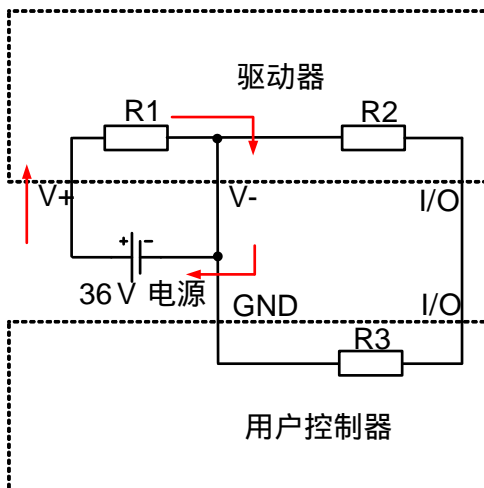 驱动器
R1
R2
V+
V-
I/O
+
-
36V 电源
GND
I/O
R3
用户控制器